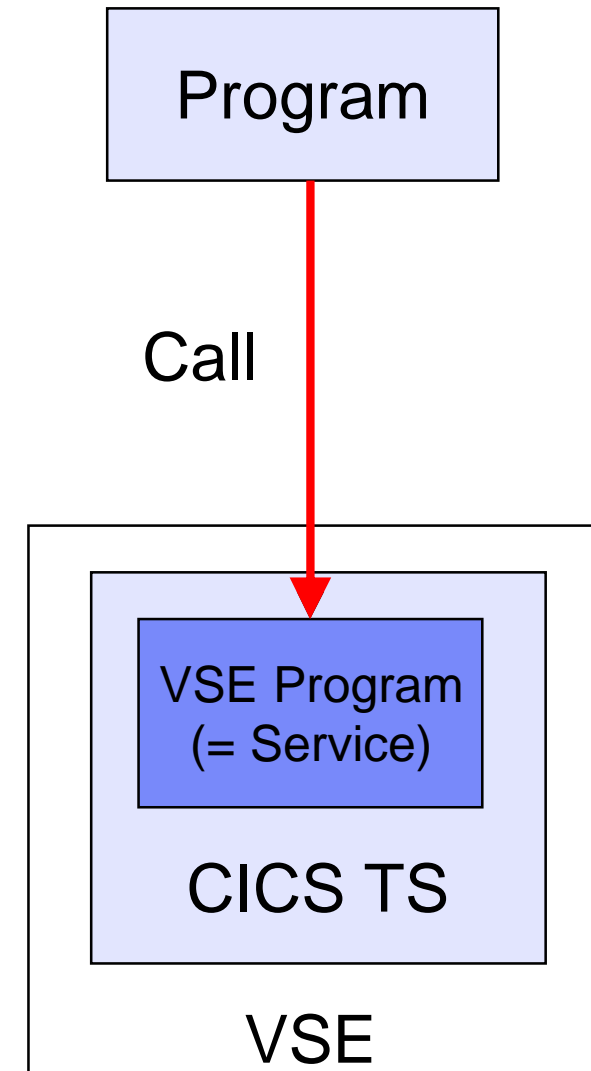 Program
Call
VSE Program
(= Service)
CICS TS
VSE